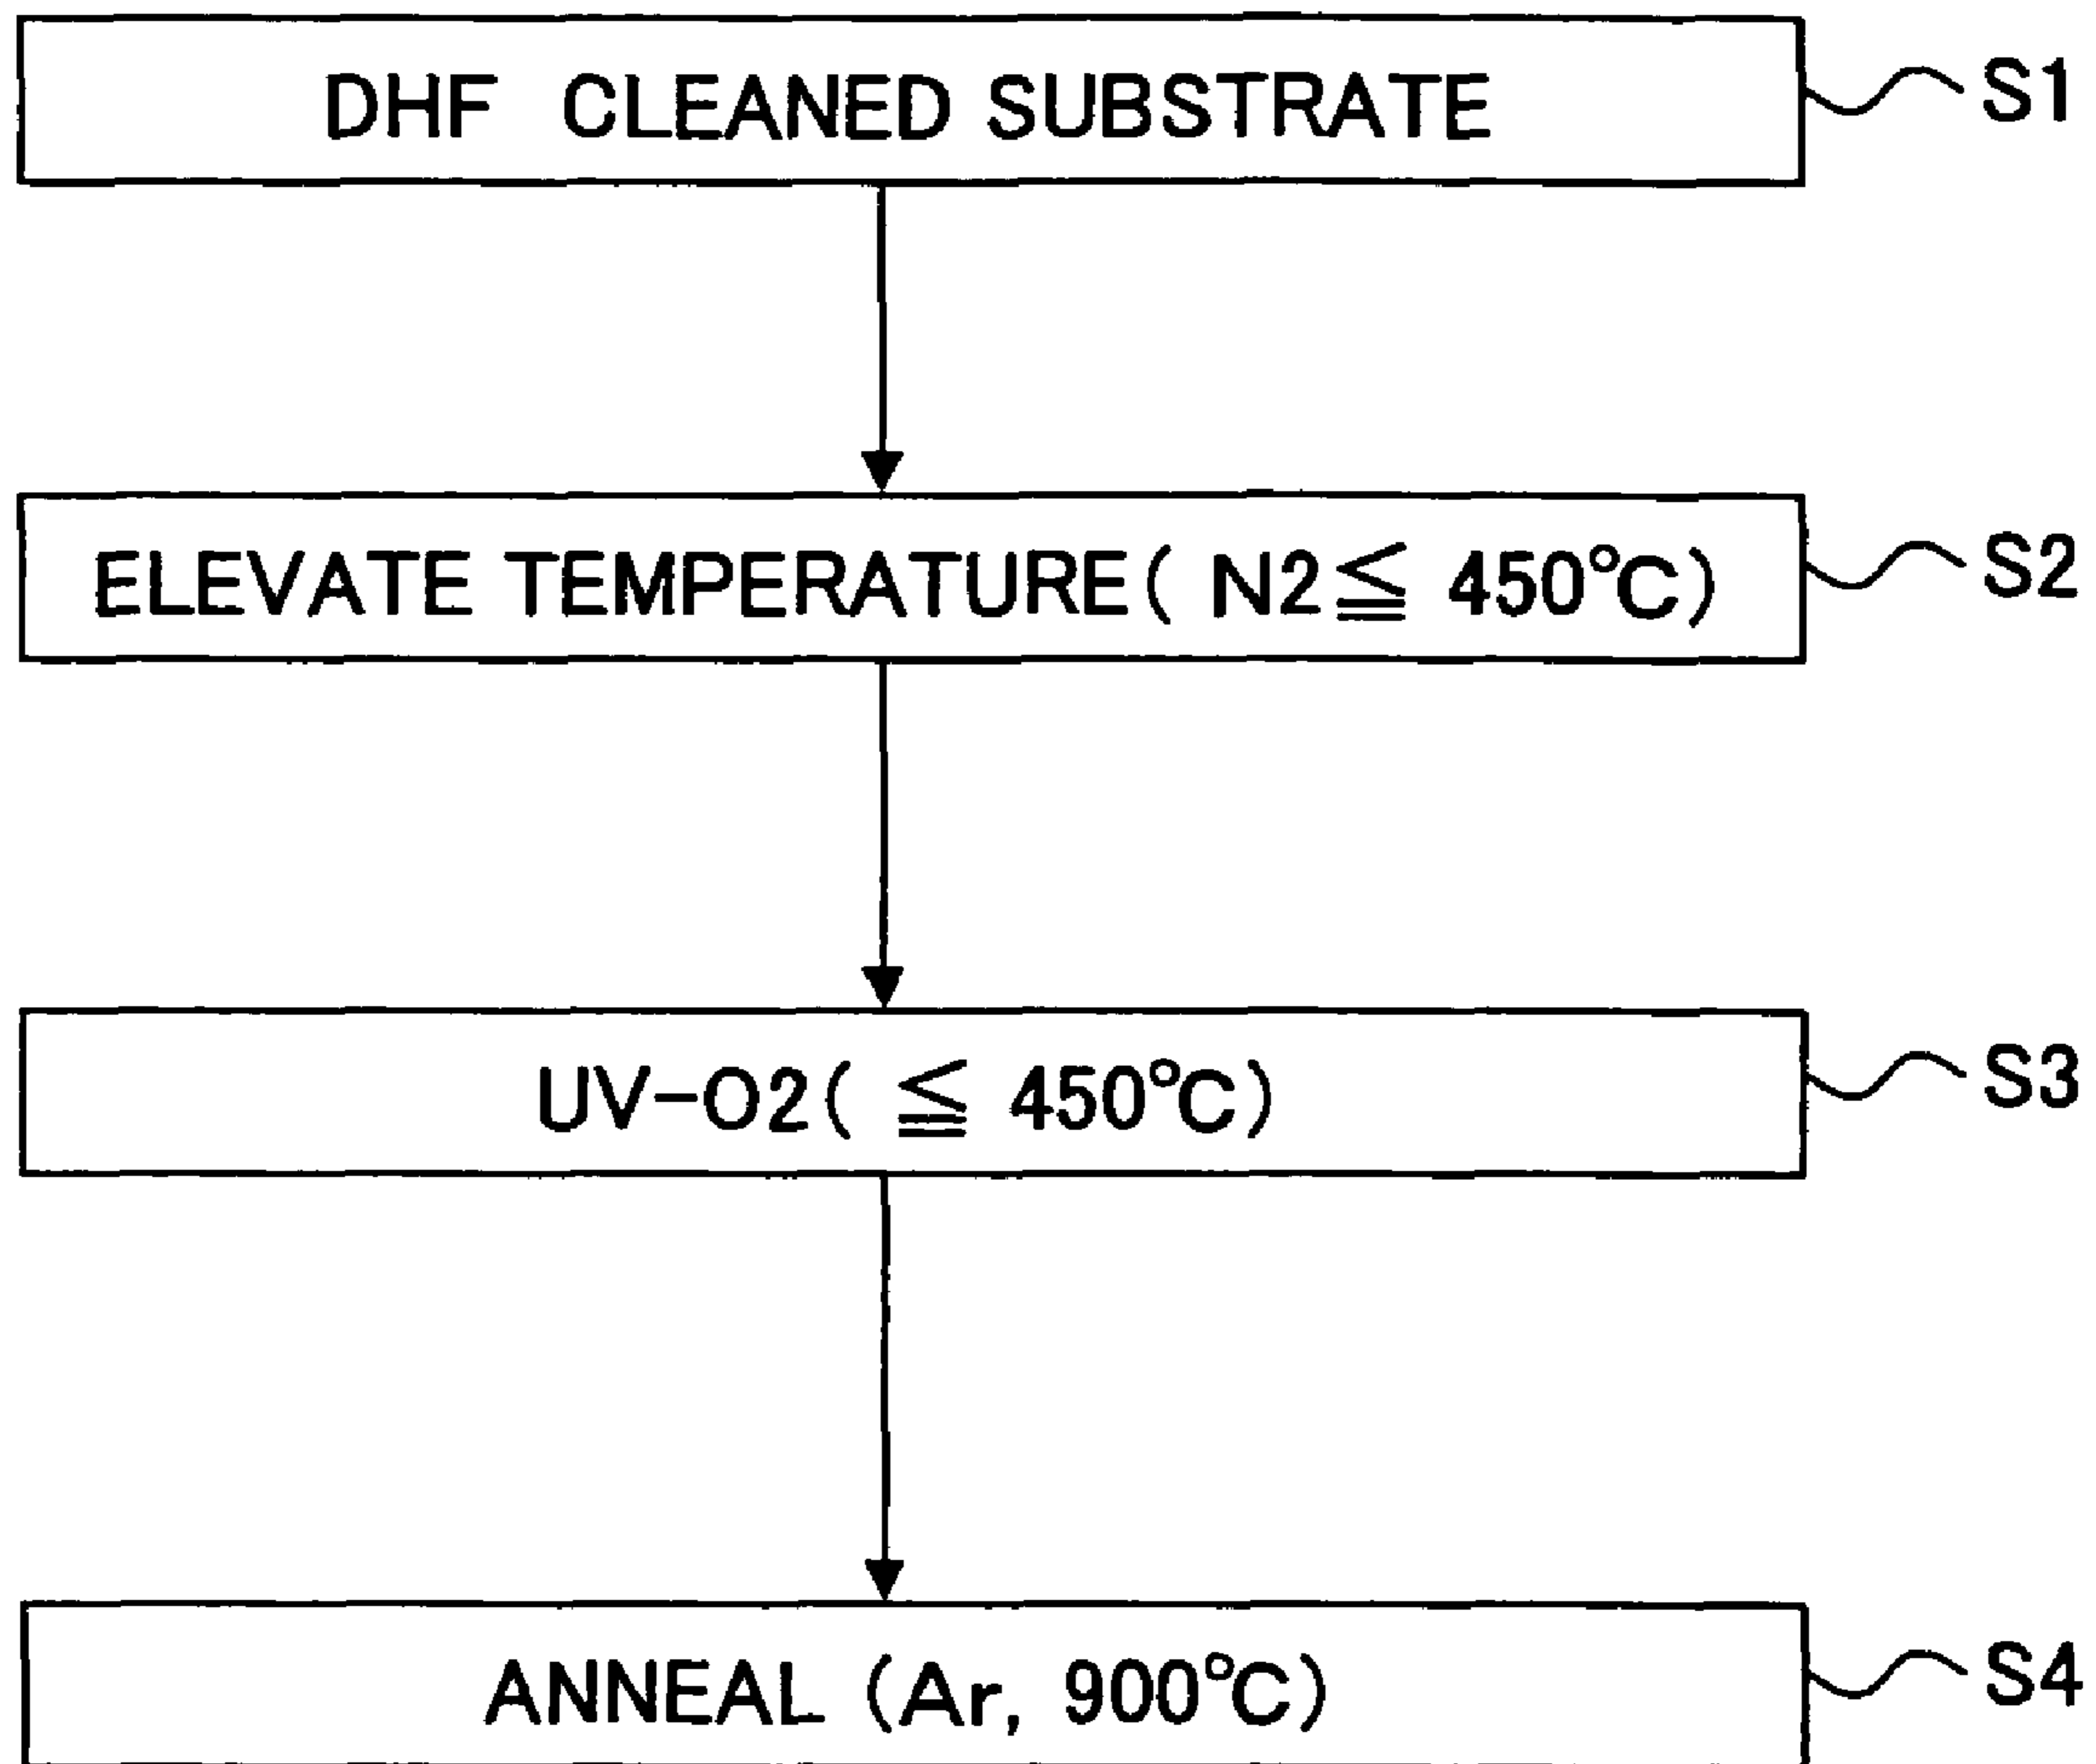 DHF CLEANED SUBSTRATE S1
ELEVATE TEMPERATURE( N2≦ 450℃) S2
UV-O2( ≦ 450℃) S3
ANNEAL (Ar, 900℃) S4